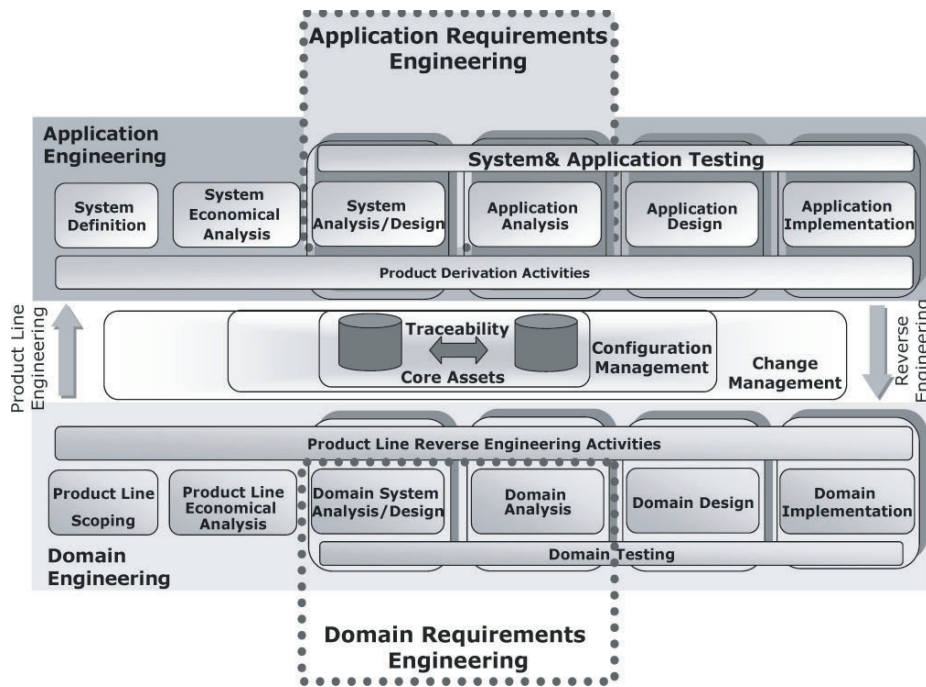 Application Requirements
Engineering
Application
Engineering
System& Application Testing
System
Definition
System
Economical
Analysis
System
Analysis/Design
Application
Analysis
Application
Design
Application
Implementation
Product Derivation Activities
Product Line
Engineering
Traceability
Core Assets
Configuration
Management
Change
Management
Reverse
Engineering
Product Line Reverse Engineering Activities
Product Line
Scoping
Product Line
Economical
Analysis
Domain System
Analysis/Design
Domain
Analysis
Domain Design
Domain
Implementation
Domain Testing
Domain
Engineering
Domain Requirements
Engineering